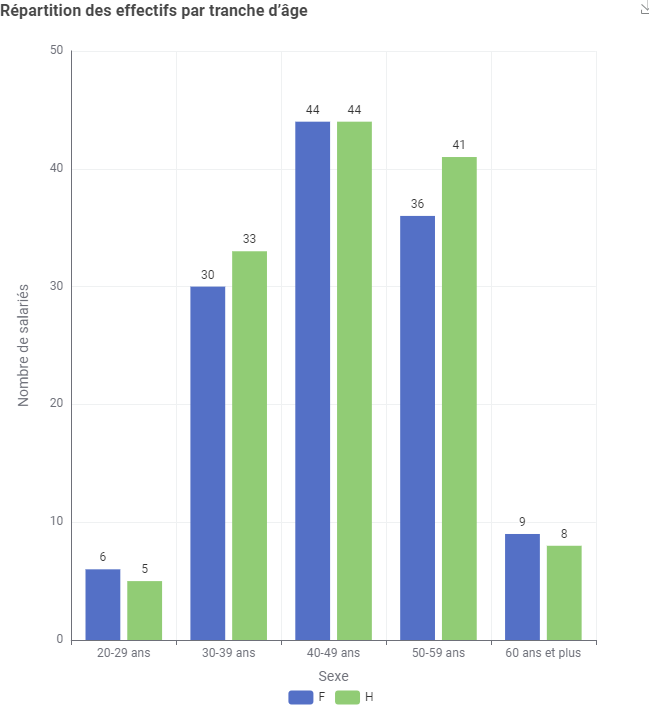 Répartition des effectifs par tranche d’âge
50
40
30
20
10
0
Nombre de salariés
6
5
30
33
44
44
36
41
9
8
20-29 ans
30-39 ans
40-49 ans
50-59 ans
60 ans et plus
Sexe
F
H